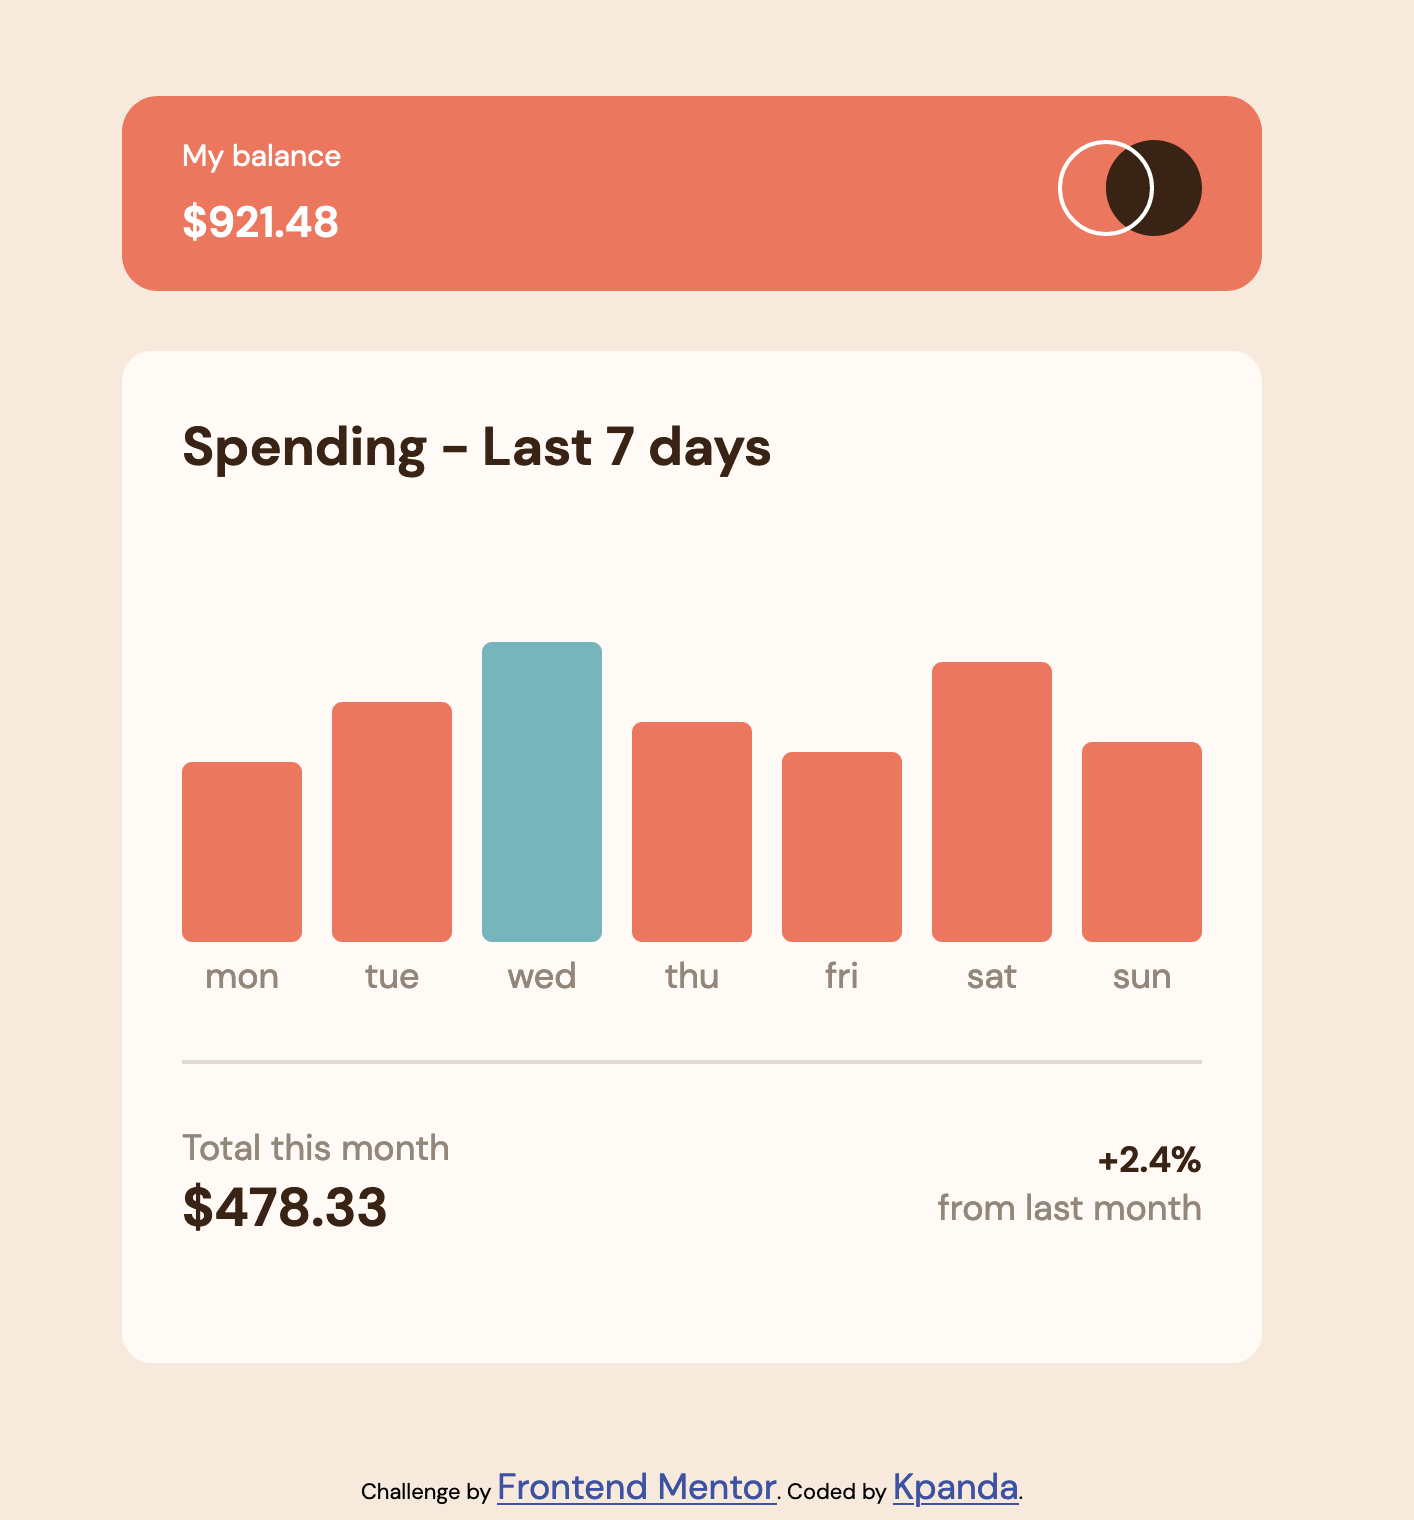 My balance
$921.48
Spending - Last 7 days
mon tue wed thu fri sat sun
Total this month
$478.33
+2.4%
from last month
Challenge by Frontend Mentor. Coded by Kpanda.